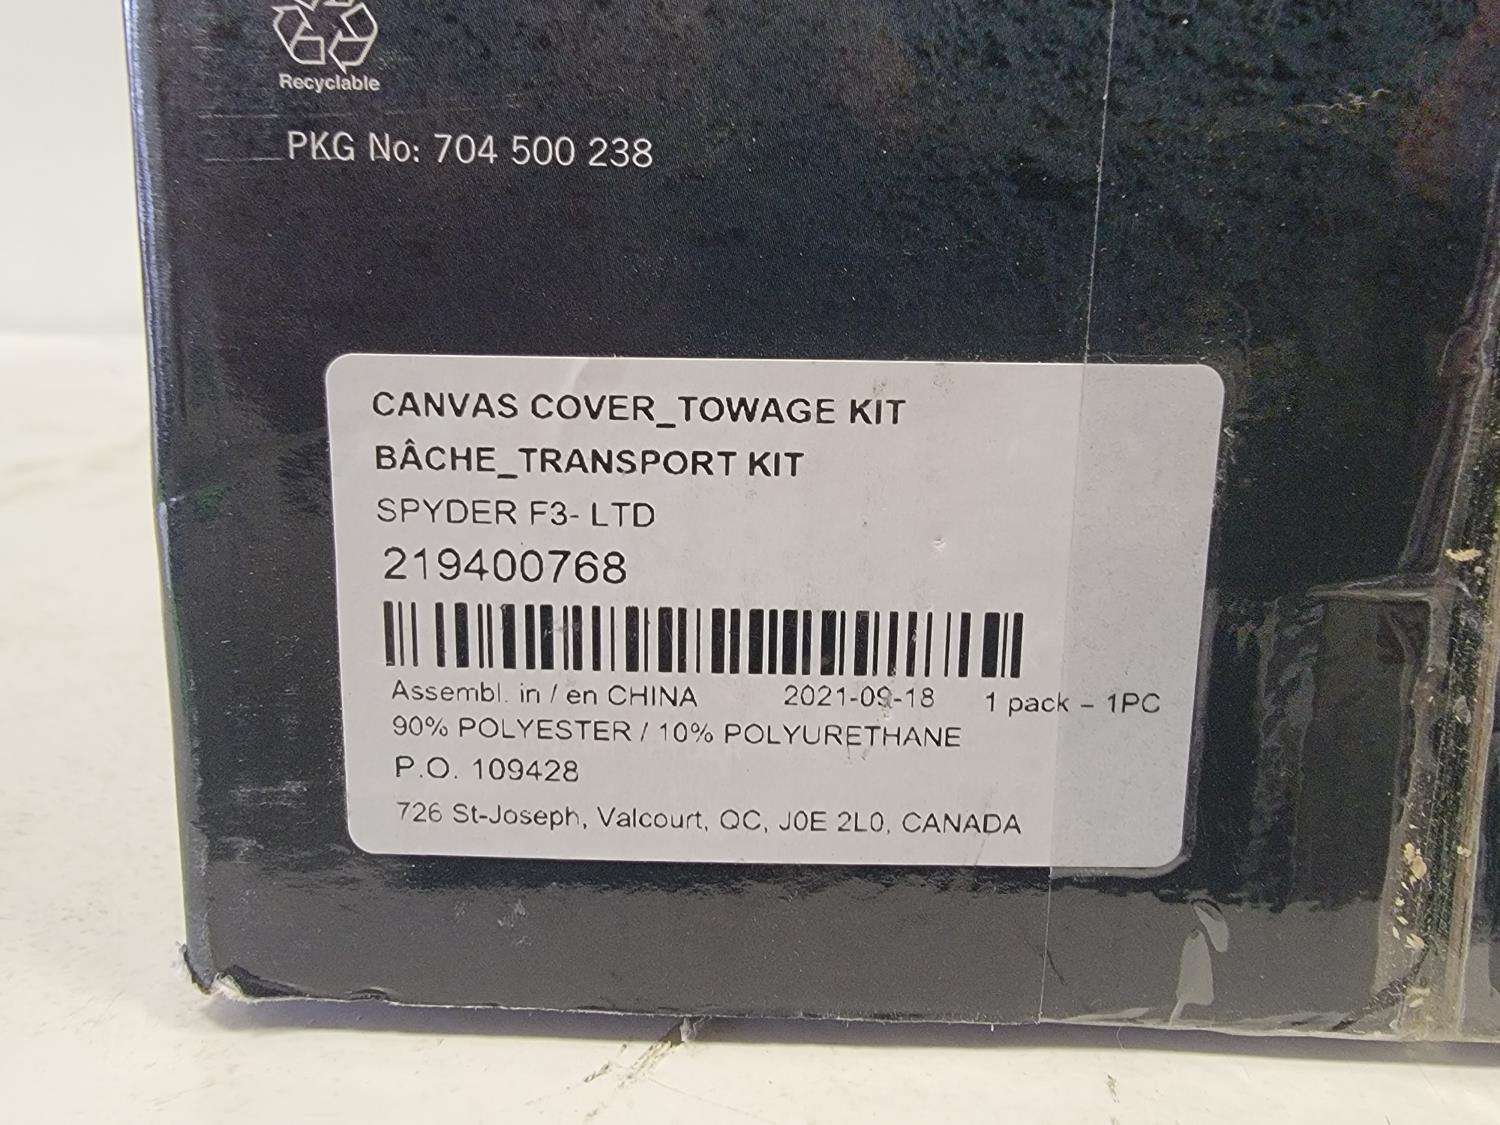 Recyclable
PKG No: 704 500 238
CANVAS COVER_TOWAGE KIT
BÂCHE_TRANSPORT KIT
SPYDER F3- LTD
219400768
Assembl. in / en CHINA 2021-09-18 1 pack – 1PC
90% POLYESTER / 10% POLYURETHANE
P.O. 109428
726 St-Joseph, Valcourt, QC, J0E 2L0, CANADA